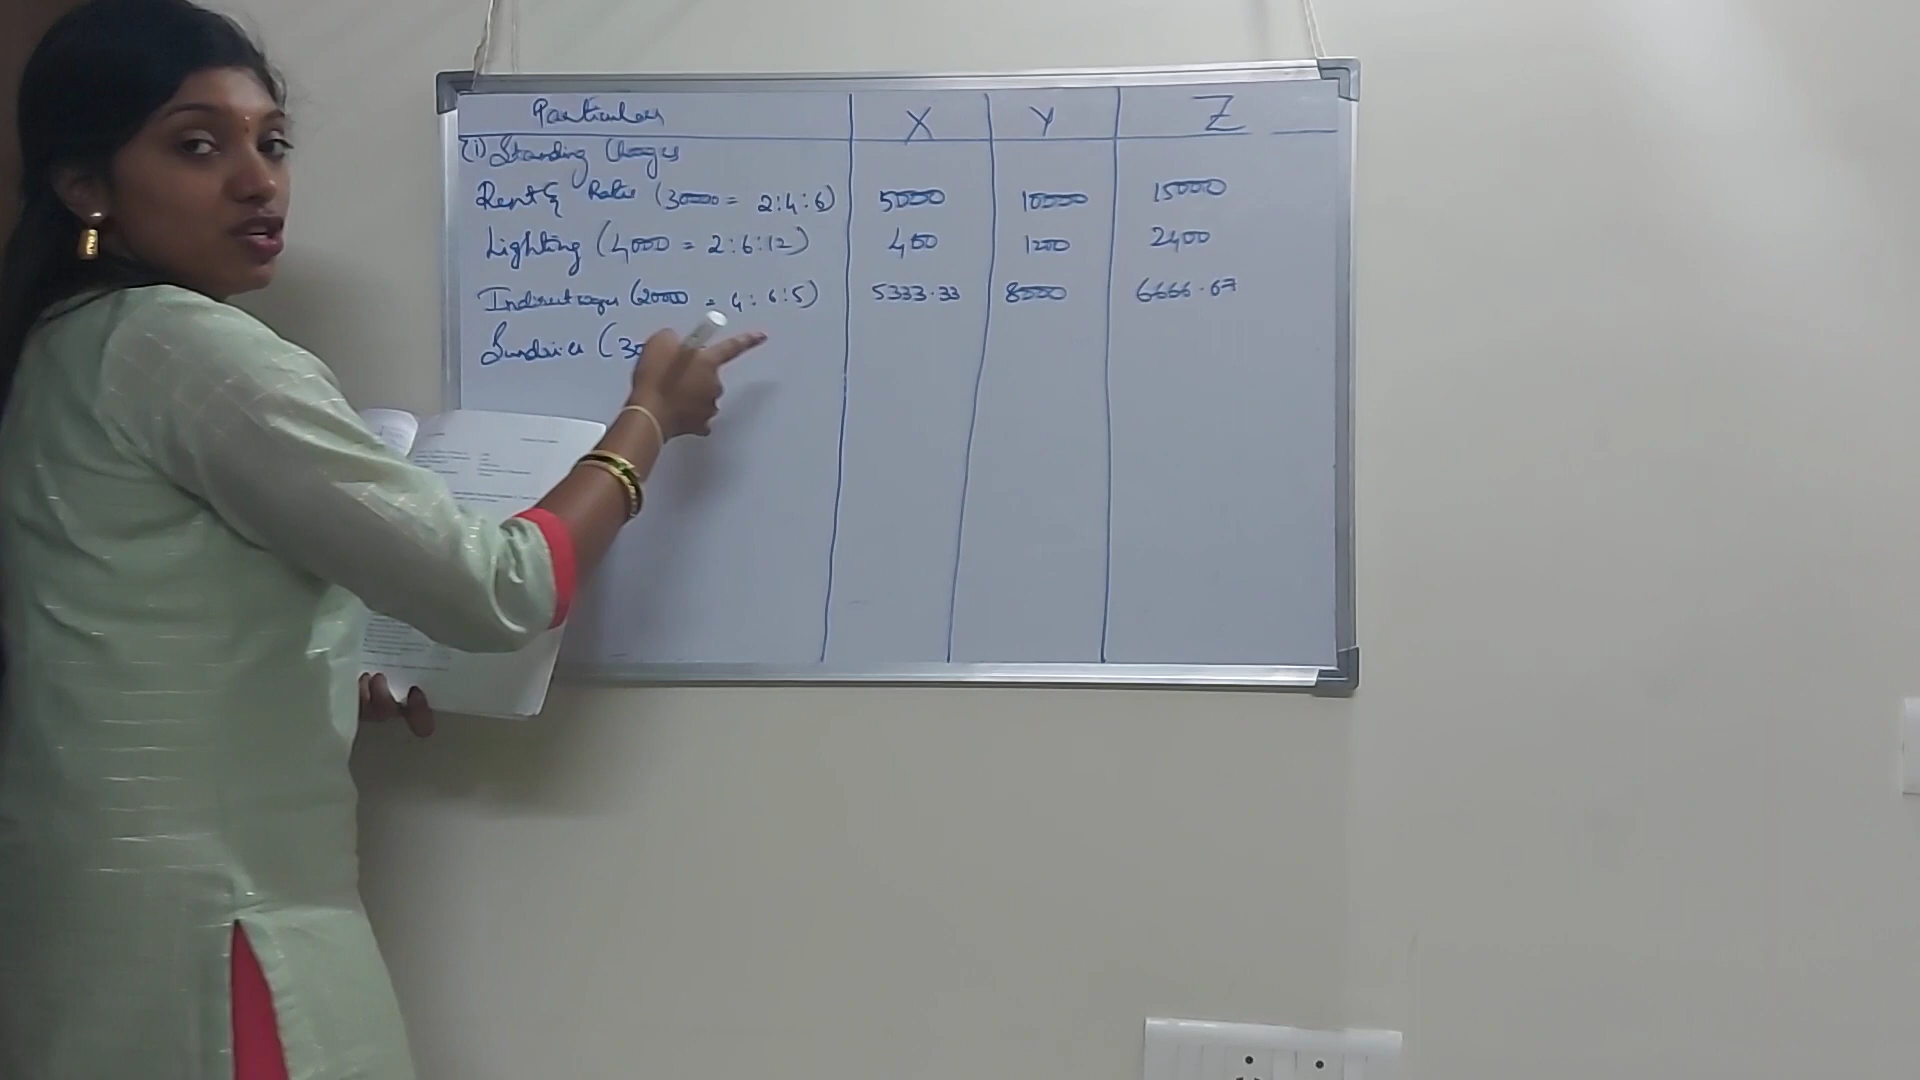 Particulars X Y Z
(1) Standing Charges
Rent & Rates (30000 = 2:4:6) 5000 10000 15000
Lighting (4000 = 2:6:12) 400 1200 2400
Indirect wages (20000 = 4:6:5) 5333.33 8000 6666.67
Sundries (30